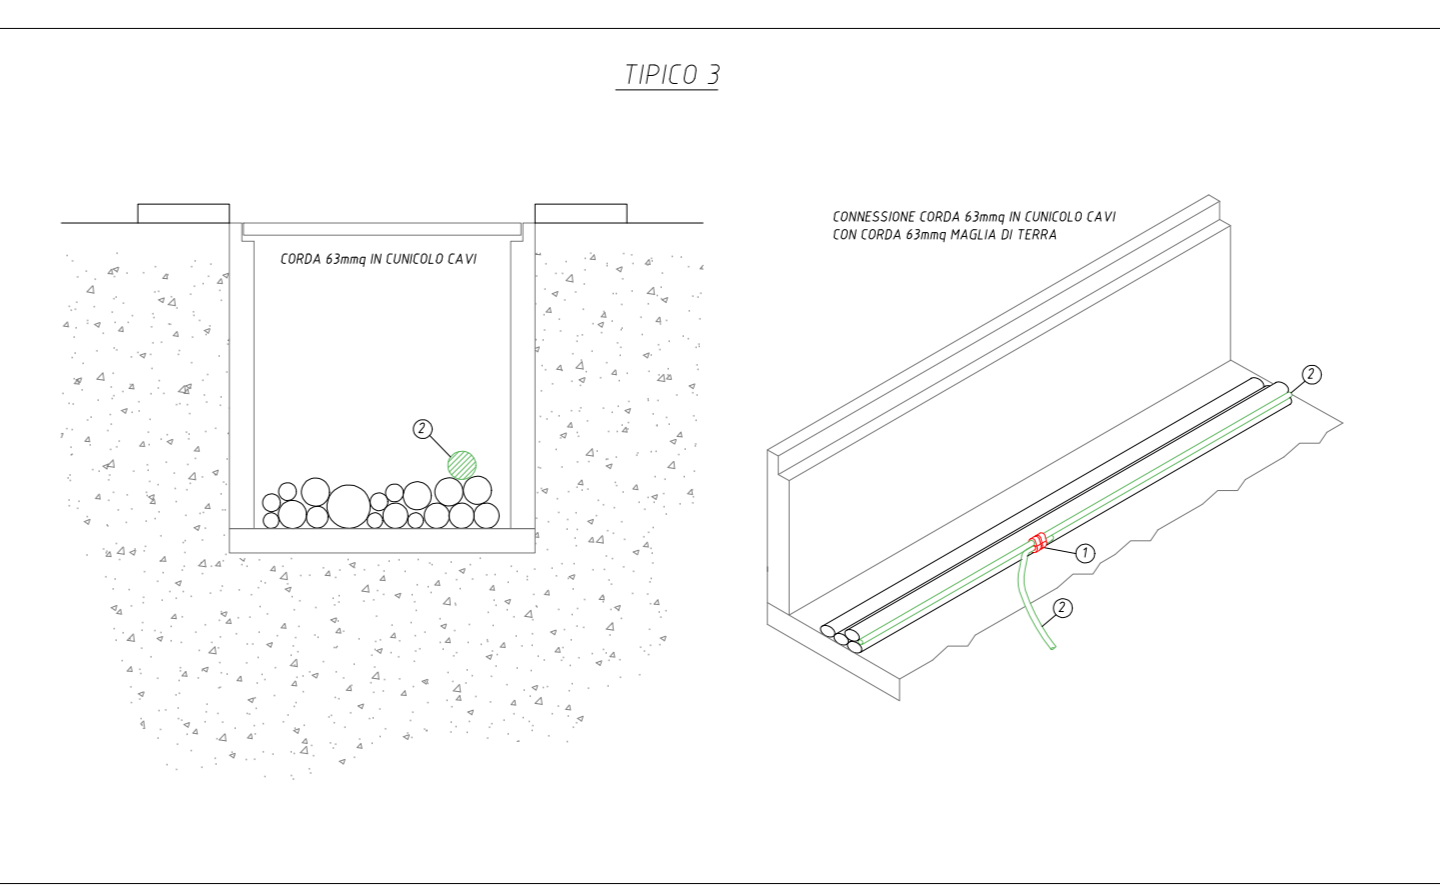 TIPICO 3
CORDA 63mmq IN CUNICOLO CAVI
2
CONNESSIONE CORDA 63mmq IN CUNICOLO CAVI
CON CORDA 63mmq MAGLIA DI TERRA
2
1
2